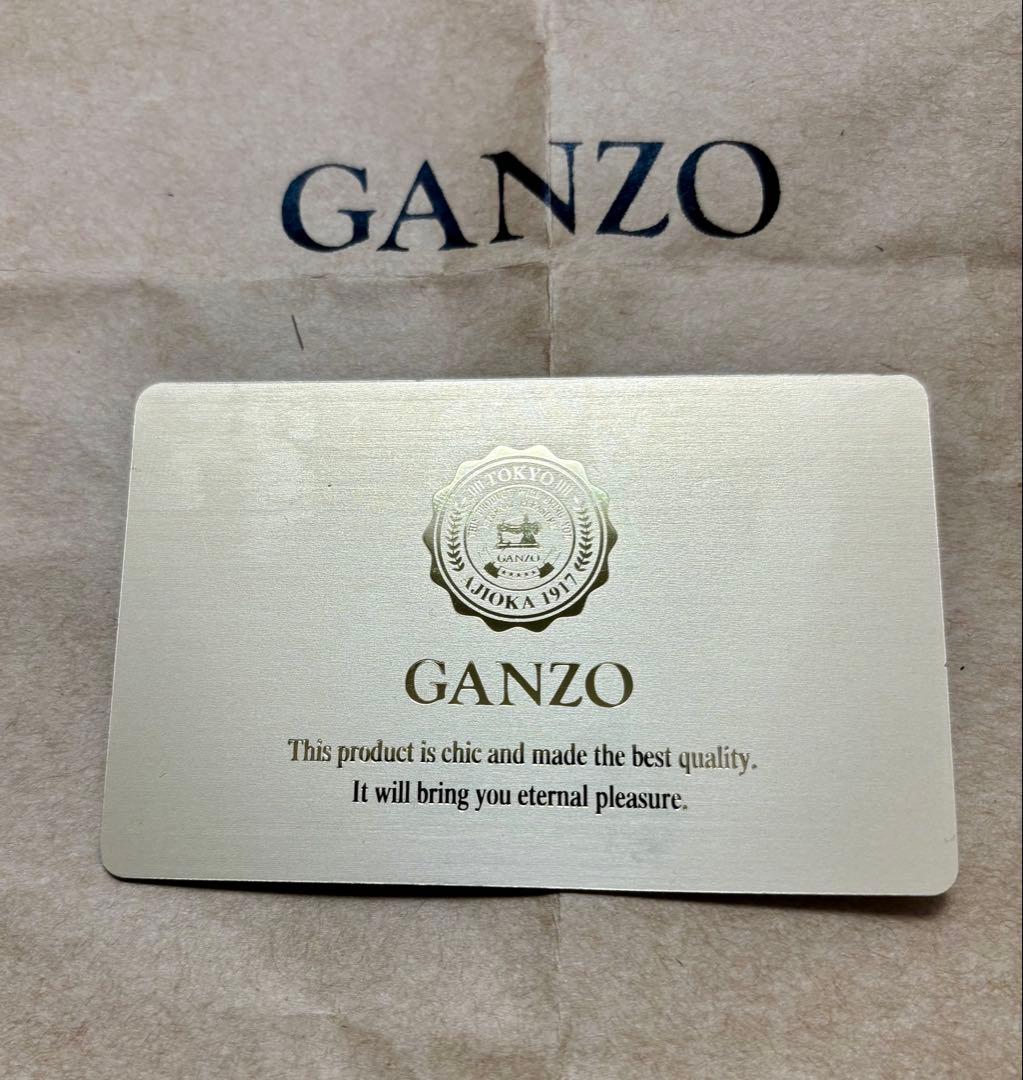 GANZO
TOKYO
GANZO
AJIOKA 1917
GANZO
This product is chic and made the best quality.
It will bring you eternal pleasure.